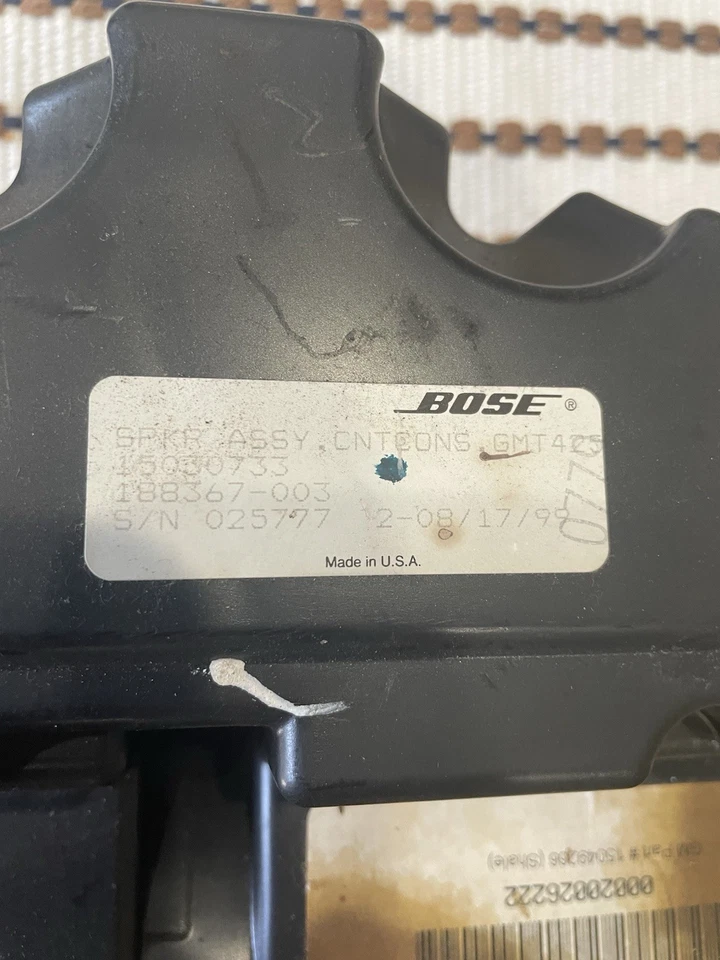 BOSE ®
SPKR ASSY, CNTCONS, GMT425
15030733
188367-003
S/N 025777 2-08/17/99
Made in U.S.A.
GM Part # (Shale)
00020026222